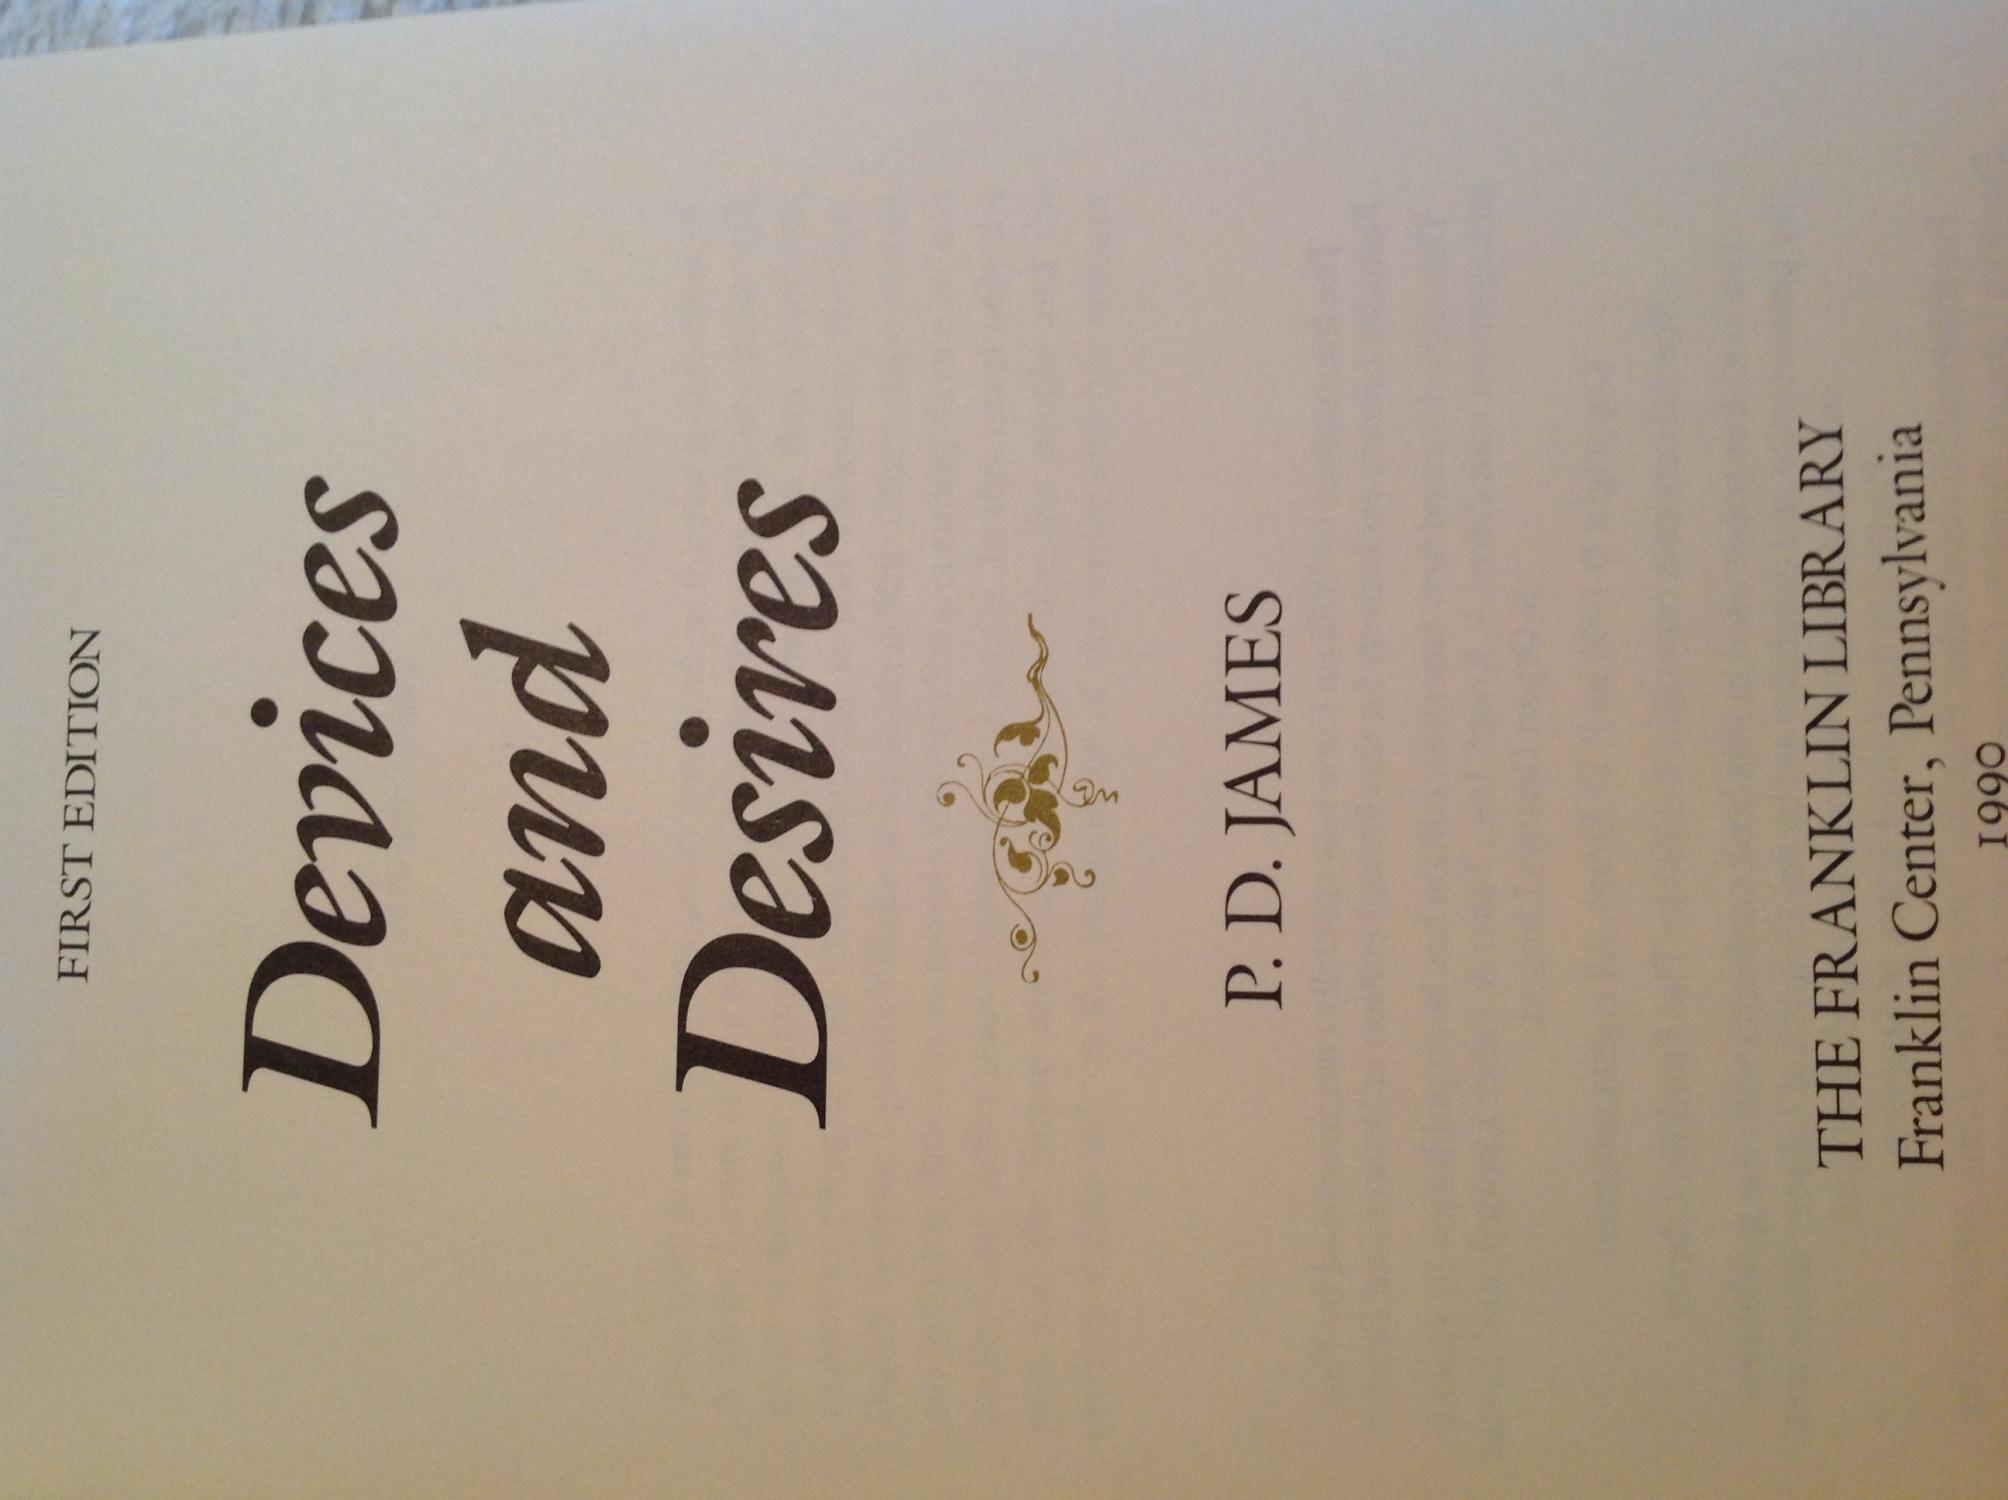 FIRST EDITION
Devices
and
Desires
P. D. JAMES
THE FRANKLIN LIBRARY
Franklin Center, Pennsylvania
1990